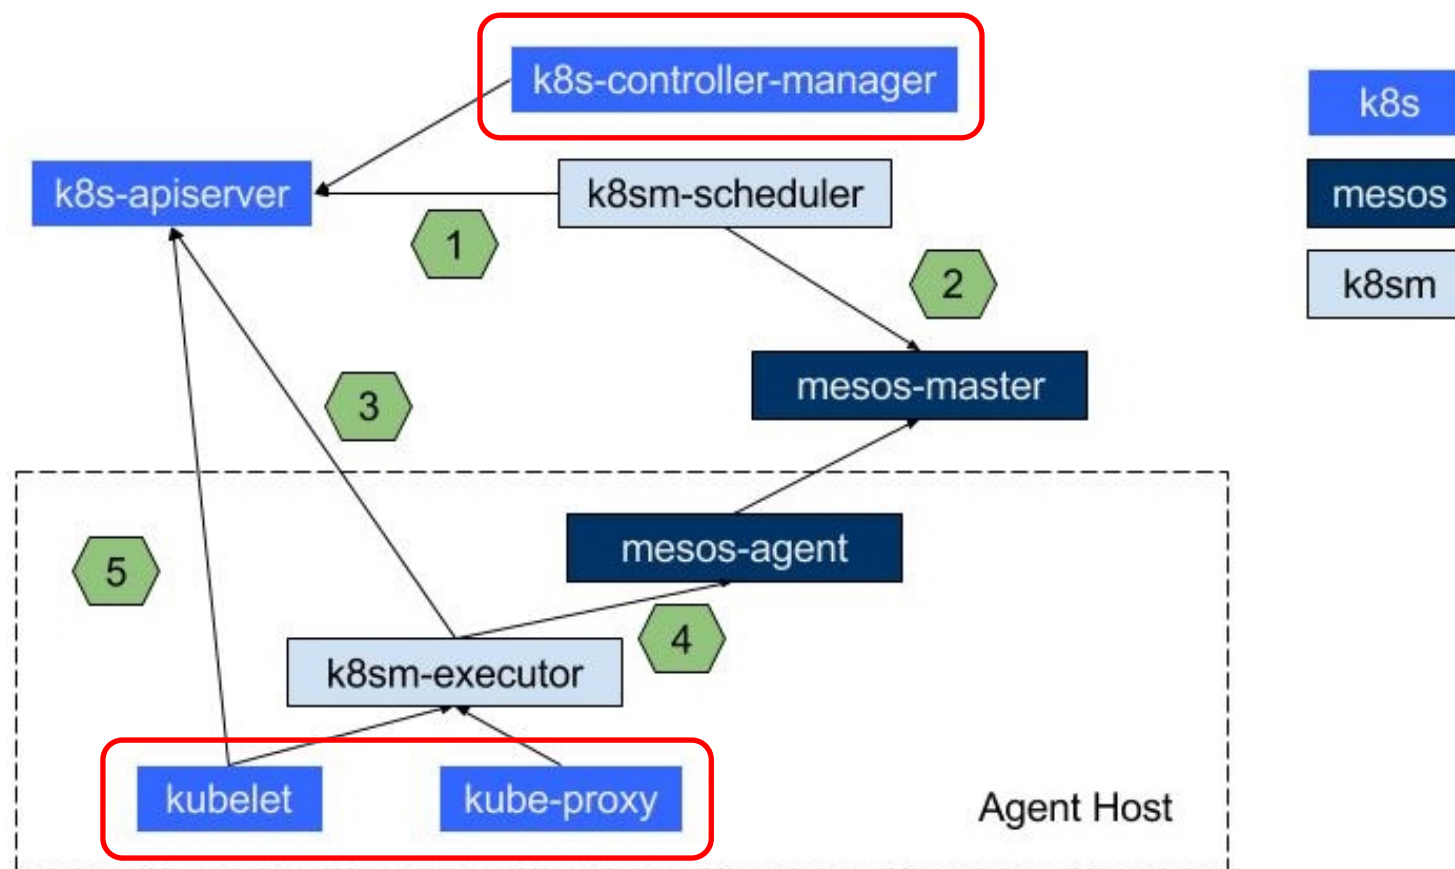 k8s-controller-manager
k8s
k8s-apiserver
k8sm-scheduler
mesos
1
2
k8sm
mesos-master
3
mesos-agent
5
4
k8sm-executor
kubelet
kube-proxy
Agent Host